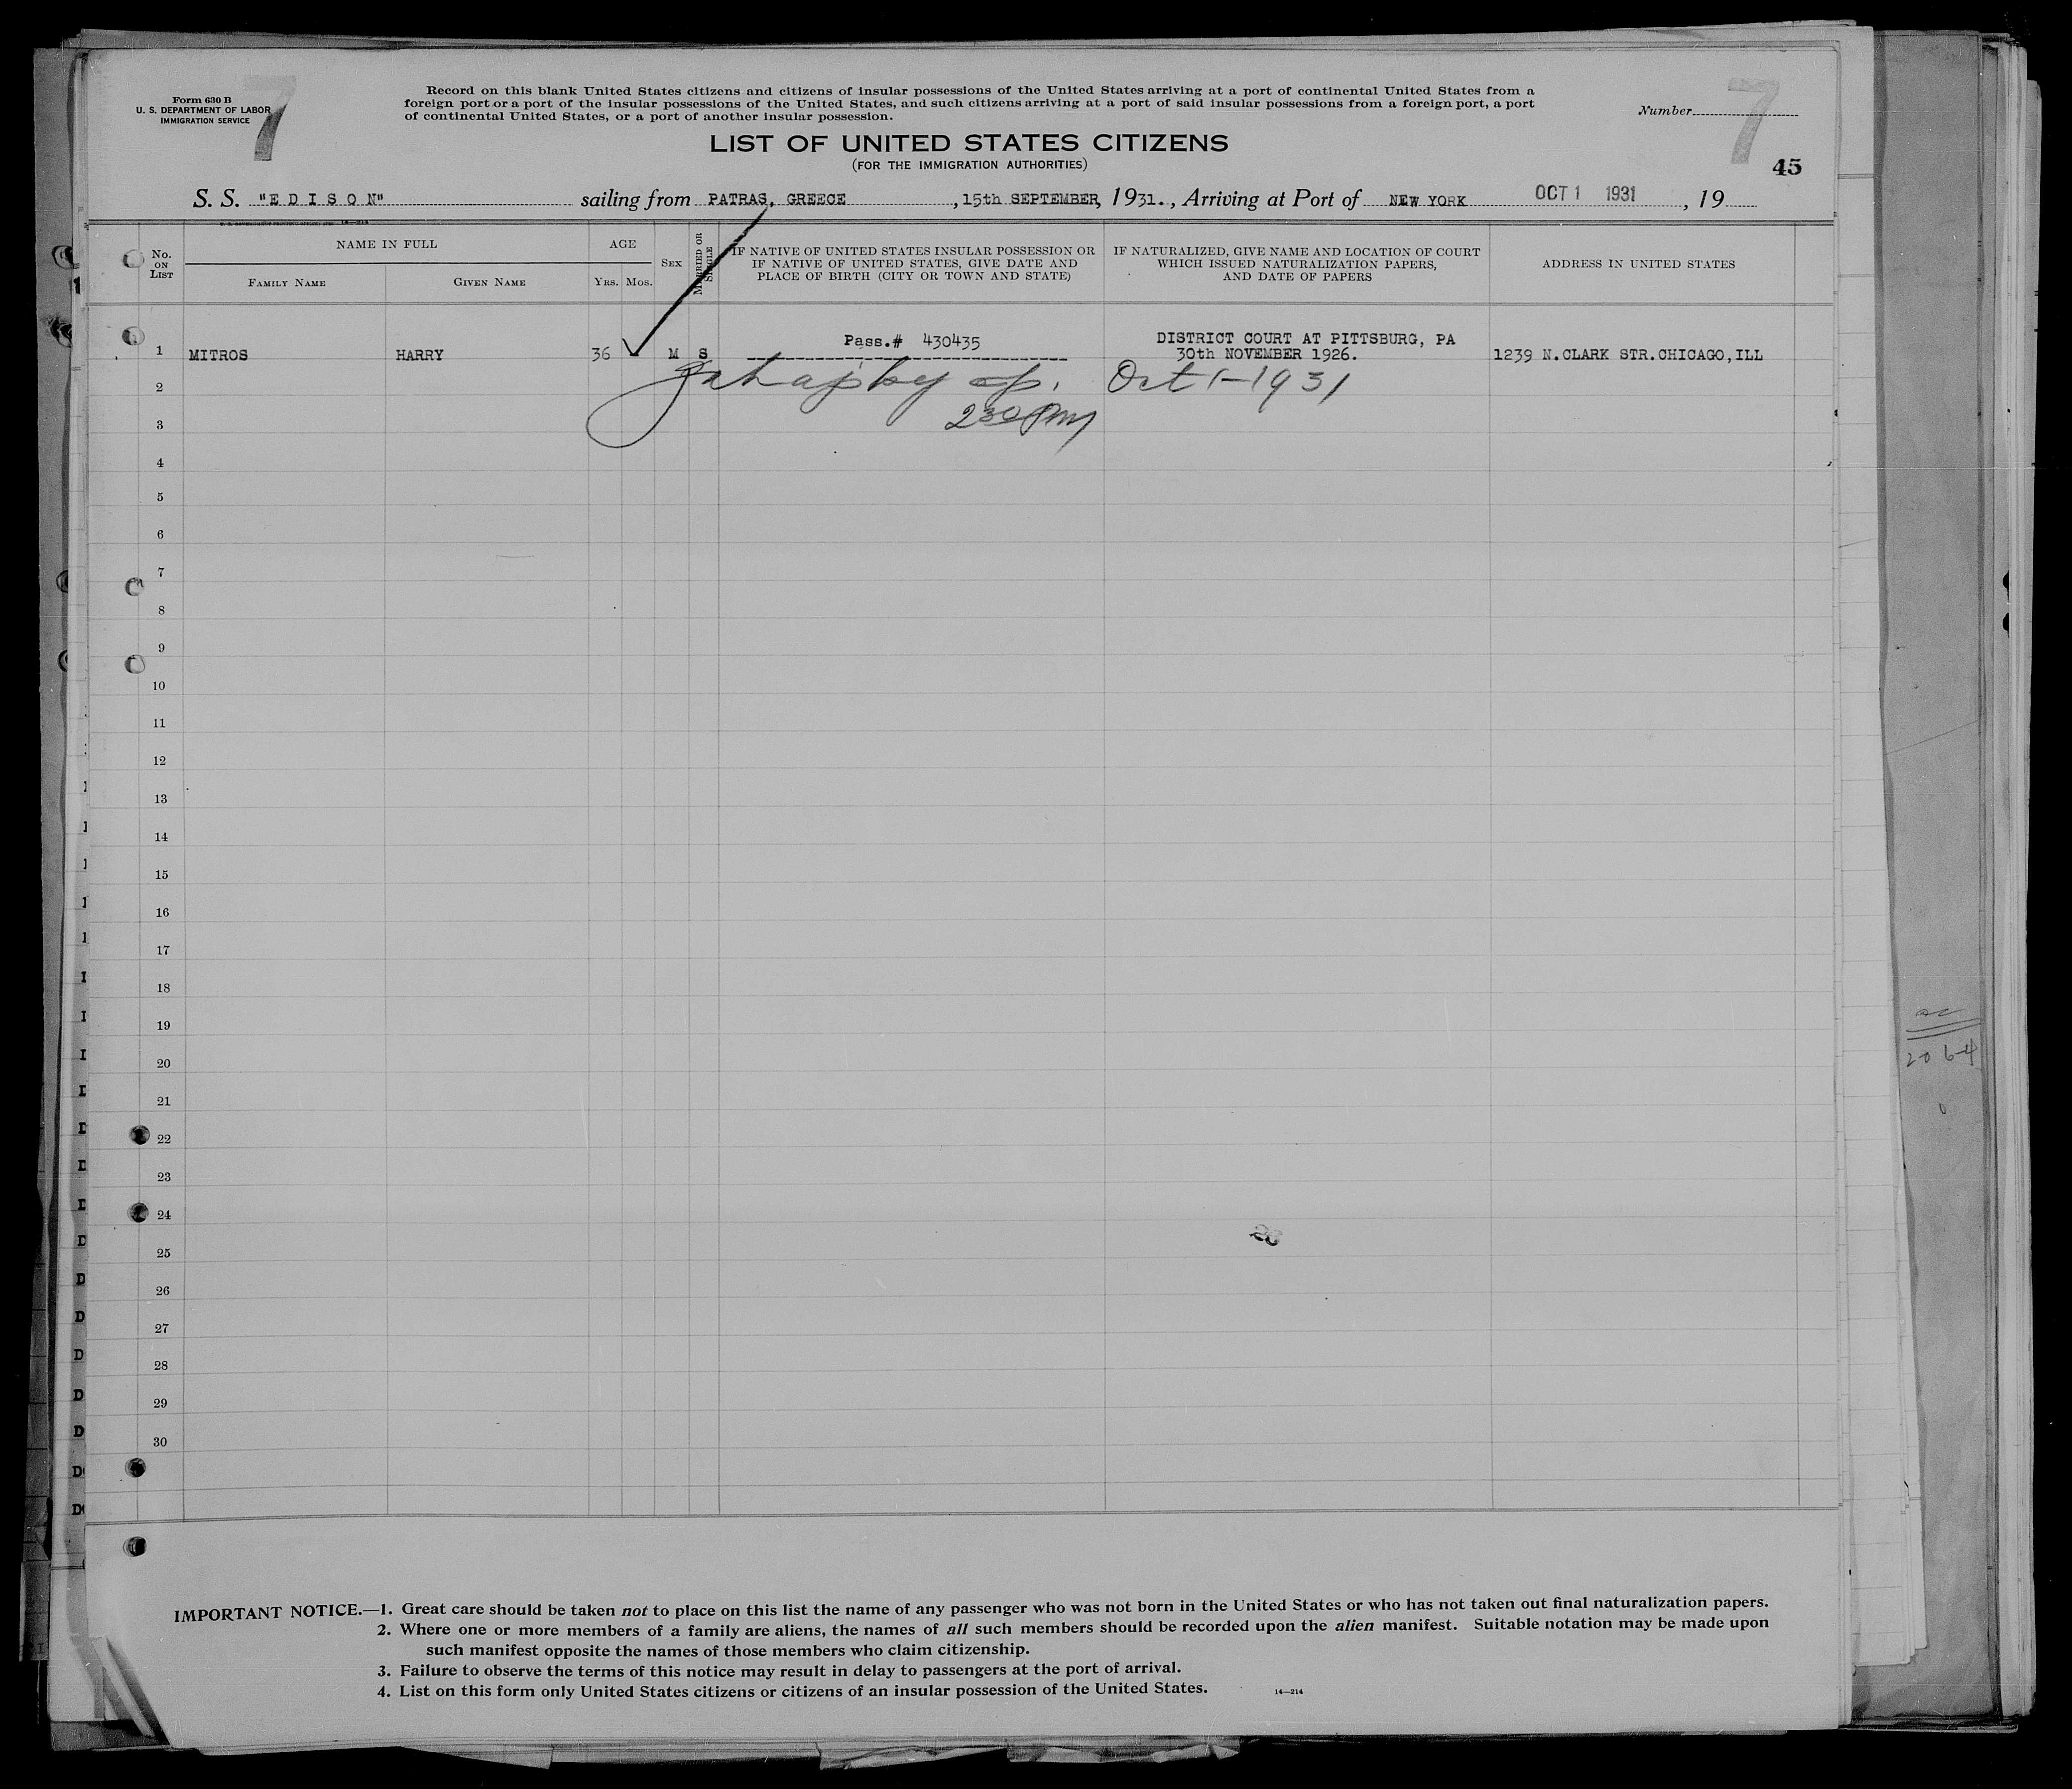 Form 630 B
U. S. DEPARTMENT OF LABOR
IMMIGRATION SERVICE
7
Record on this blank United States citizens and citizens of insular possessions of the United States arriving at a port of continental United States from a
foreign port or a port of the insular possessions of the United States, and such citizens arriving at a port of said insular possessions from a foreign port, a port
of continental United States, or a port of another insular possession.
Number
7
45
LIST OF UNITED STATES CITIZENS
(FOR THE IMMIGRATION AUTHORITIES)
S. S. "EDISON" sailing from PATRAS, GREECE, 15th SEPTEMBER, 1931., Arriving at Port of NEW YORK OCT 1 1931, 19
No. ON LIST
NAME IN FULL
FAMILY NAME
GIVEN NAME
AGE
YRS. MOS.
SEX
MARRIED OR SINGLE
IF NATIVE OF UNITED STATES INSULAR POSSESSION OR
IF NATIVE OF UNITED STATES, GIVE DATE AND
PLACE OF BIRTH (CITY OR TOWN AND STATE)
IF NATURALIZED, GIVE NAME AND LOCATION OF COURT
WHICH ISSUED NATURALIZATION PAPERS,
AND DATE OF PAPERS
ADDRESS IN UNITED STATES
1 MITROS HARRY 36 M S Pass.# 430435 DISTRICT COURT AT PITTSBURG, PA
30th NOVEMBER 1926. 1239 N.CLARK STR.CHICAGO,ILL
2 Oct 1-1931
3 2 30 PM
4
5
6
7
8
9
10
11
12
13
14
15
16
17
18
19
20
21
22
23
24
25
26
27
28
29
30
2064
IMPORTANT NOTICE.—1. Great care should be taken not to place on this list the name of any passenger who was not born in the United States or who has not taken out final naturalization papers.
2. Where one or more members of a family are aliens, the names of all such members should be recorded upon the alien manifest. Suitable notation may be made upon
such manifest opposite the names of those members who claim citizenship.
3. Failure to observe the terms of this notice may result in delay to passengers at the port of arrival.
4. List on this form only United States citizens or citizens of an insular possession of the United States.
14—214